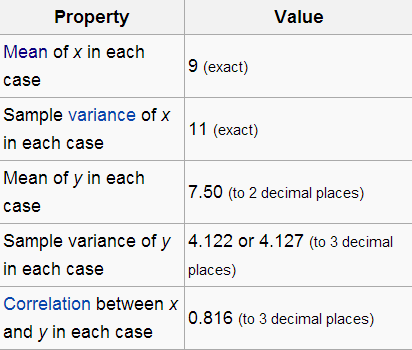 Property Value
Mean of x in each
case
9 (exact)
Sample variance of x
in each case
11 (exact)
Mean of y in each
case
7.50 (to 2 decimal places)
Sample variance of y
in each case
4.122 or 4.127 (to 3 decimal
places)
Correlation between x
and y in each case
0.816 (to 3 decimal places)